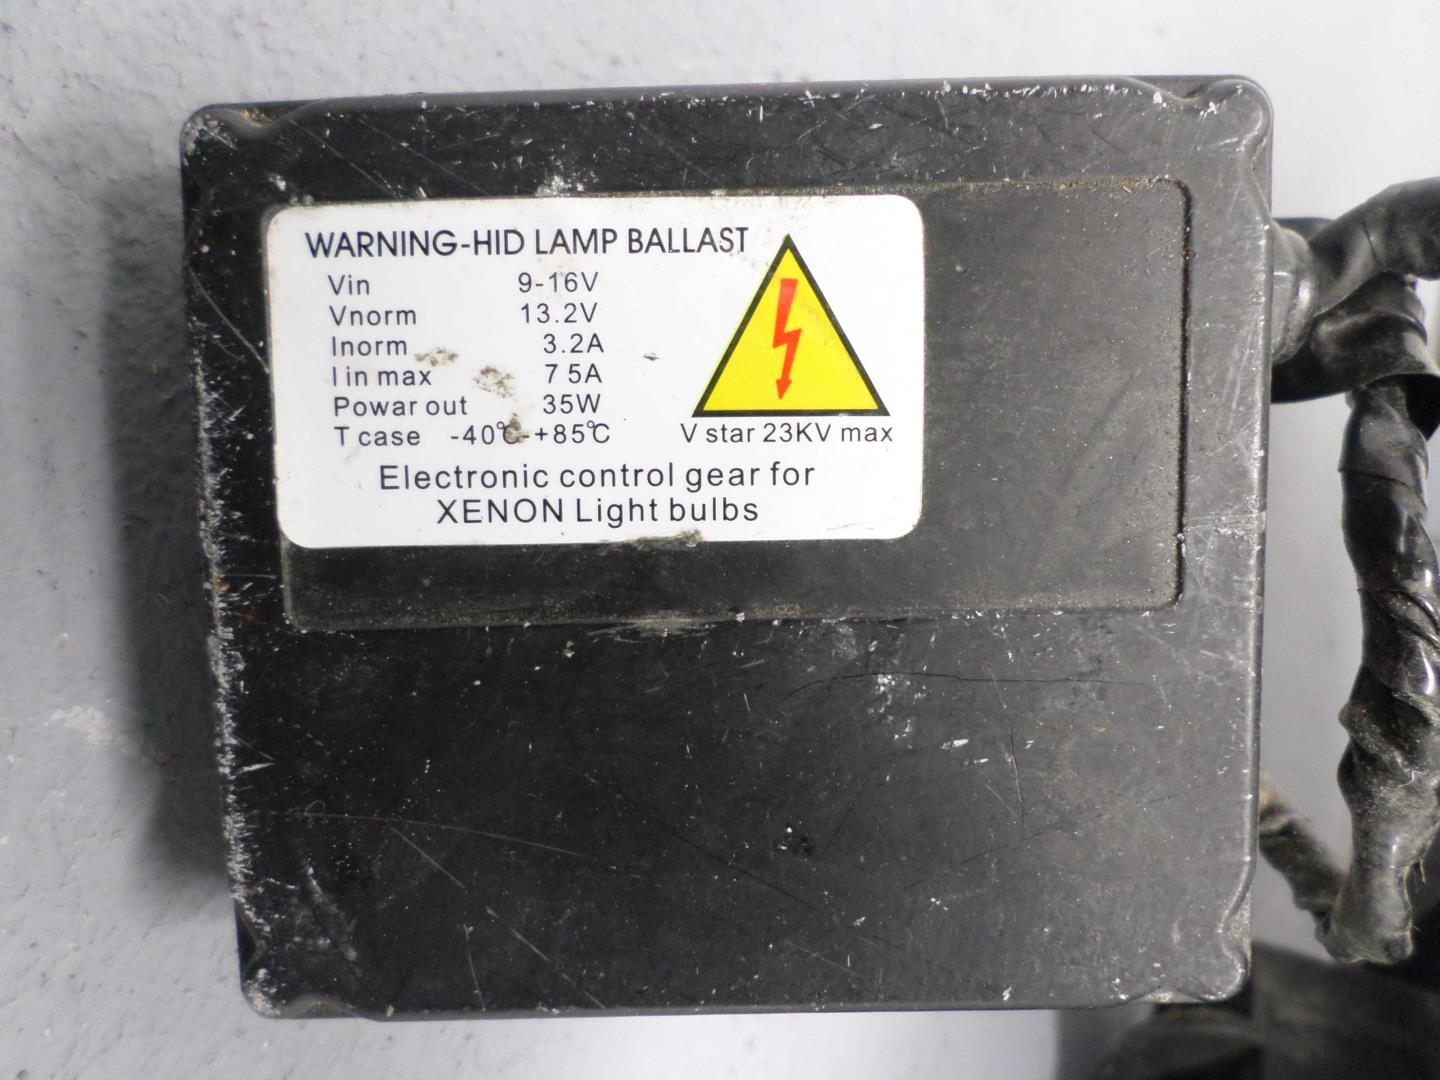 WARNING-HID LAMP BALLAST
Vin 9-16V
Vnorm 13.2V
Inorm 3.2A
I in max 7 5A
Powar out 35W
T case -40℃-+85℃
V star 23KV max
Electronic control gear for
XENON Light bulbs